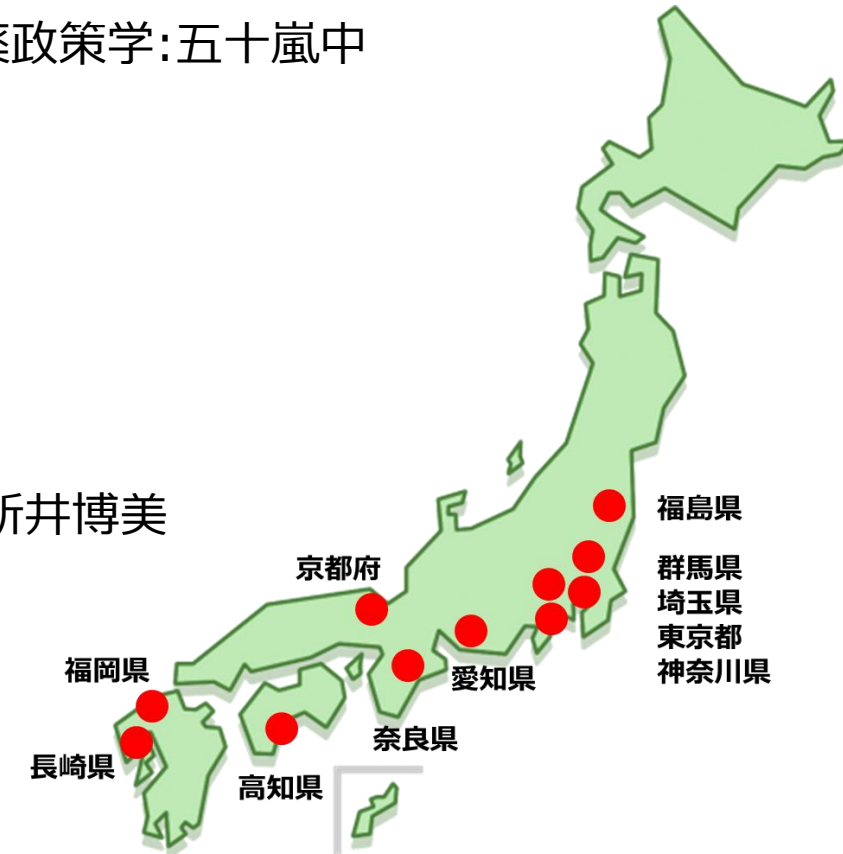 薬政策学:五十嵐中
新井博美
福島県
京都府
群馬県
埼玉県
東京都
神奈川県
福岡県
愛知県
奈良県
長崎県
高知県